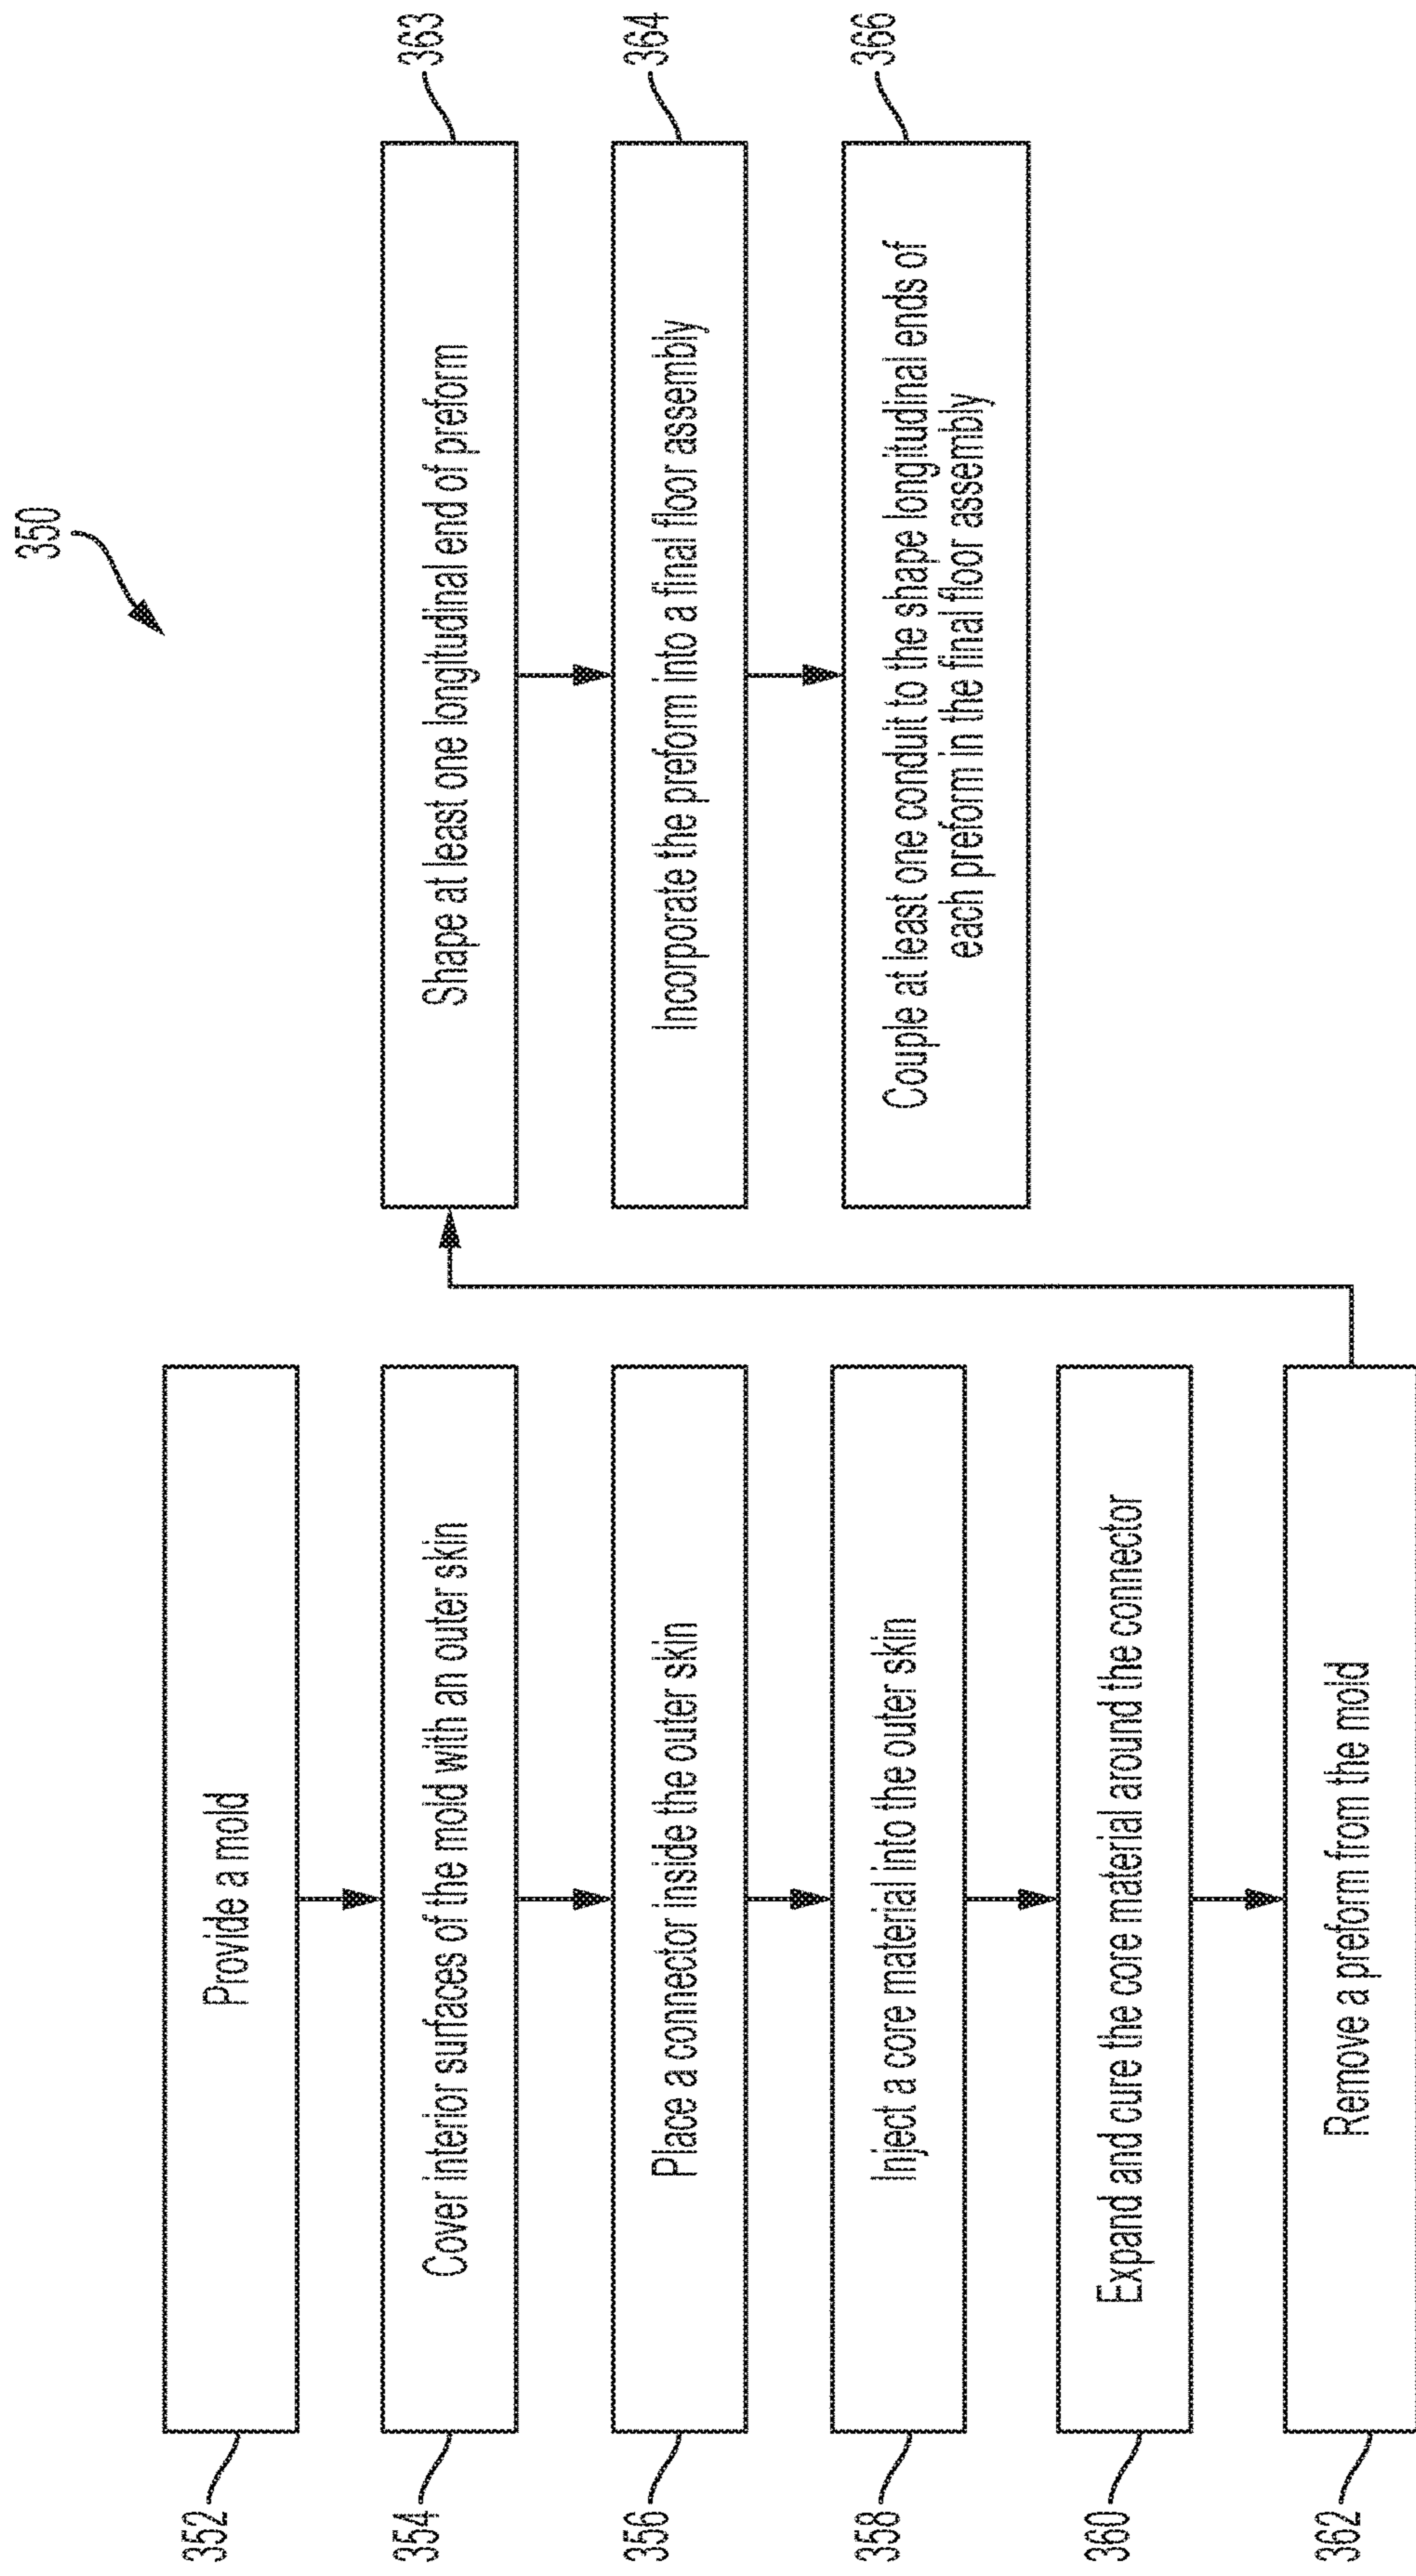 350
352
Provide a mold
354
Cover interior surfaces of the mold with an outer skin
356
Place a connector inside the outer skin
358
Inject a core material into the outer skin
360
Expand and cure the core material around the connector
362
Remove a preform from the mold
Shape at least one longitudinal end of preform
363
Incorporate the preform into a final floor assembly
364
Couple at least one conduit to the shape longitudinal ends of
each preform in the final floor assembly
366